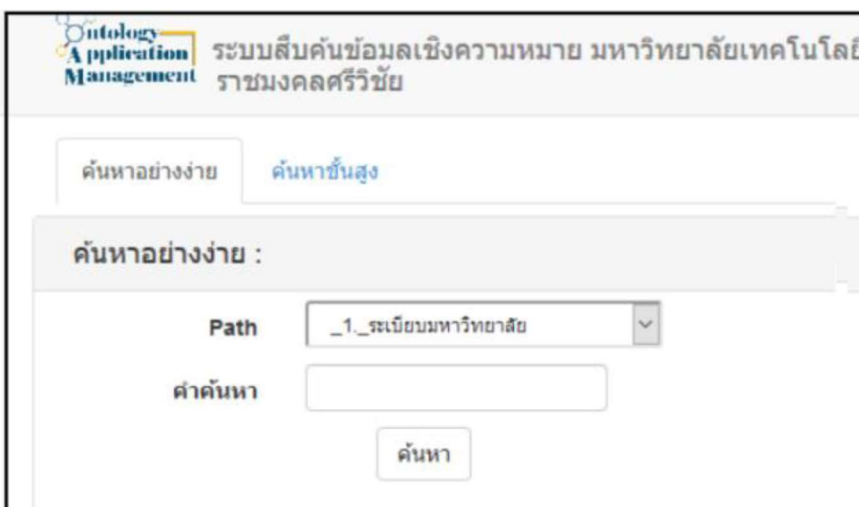 Ontology
Application
Management
ระบบสืบค้นข้อมูลเชิงความหมาย มหาวิทยาลัยเทคโนโลยี
ราชมงคลศรีวิชัย
ค้นหาอย่างง่าย
ค้นหาขั้นสูง
ค้นหาอย่างง่าย :
Path
_1._ระเบียบมหาวิทยาลัย
คำค้นหา
ค้นหา